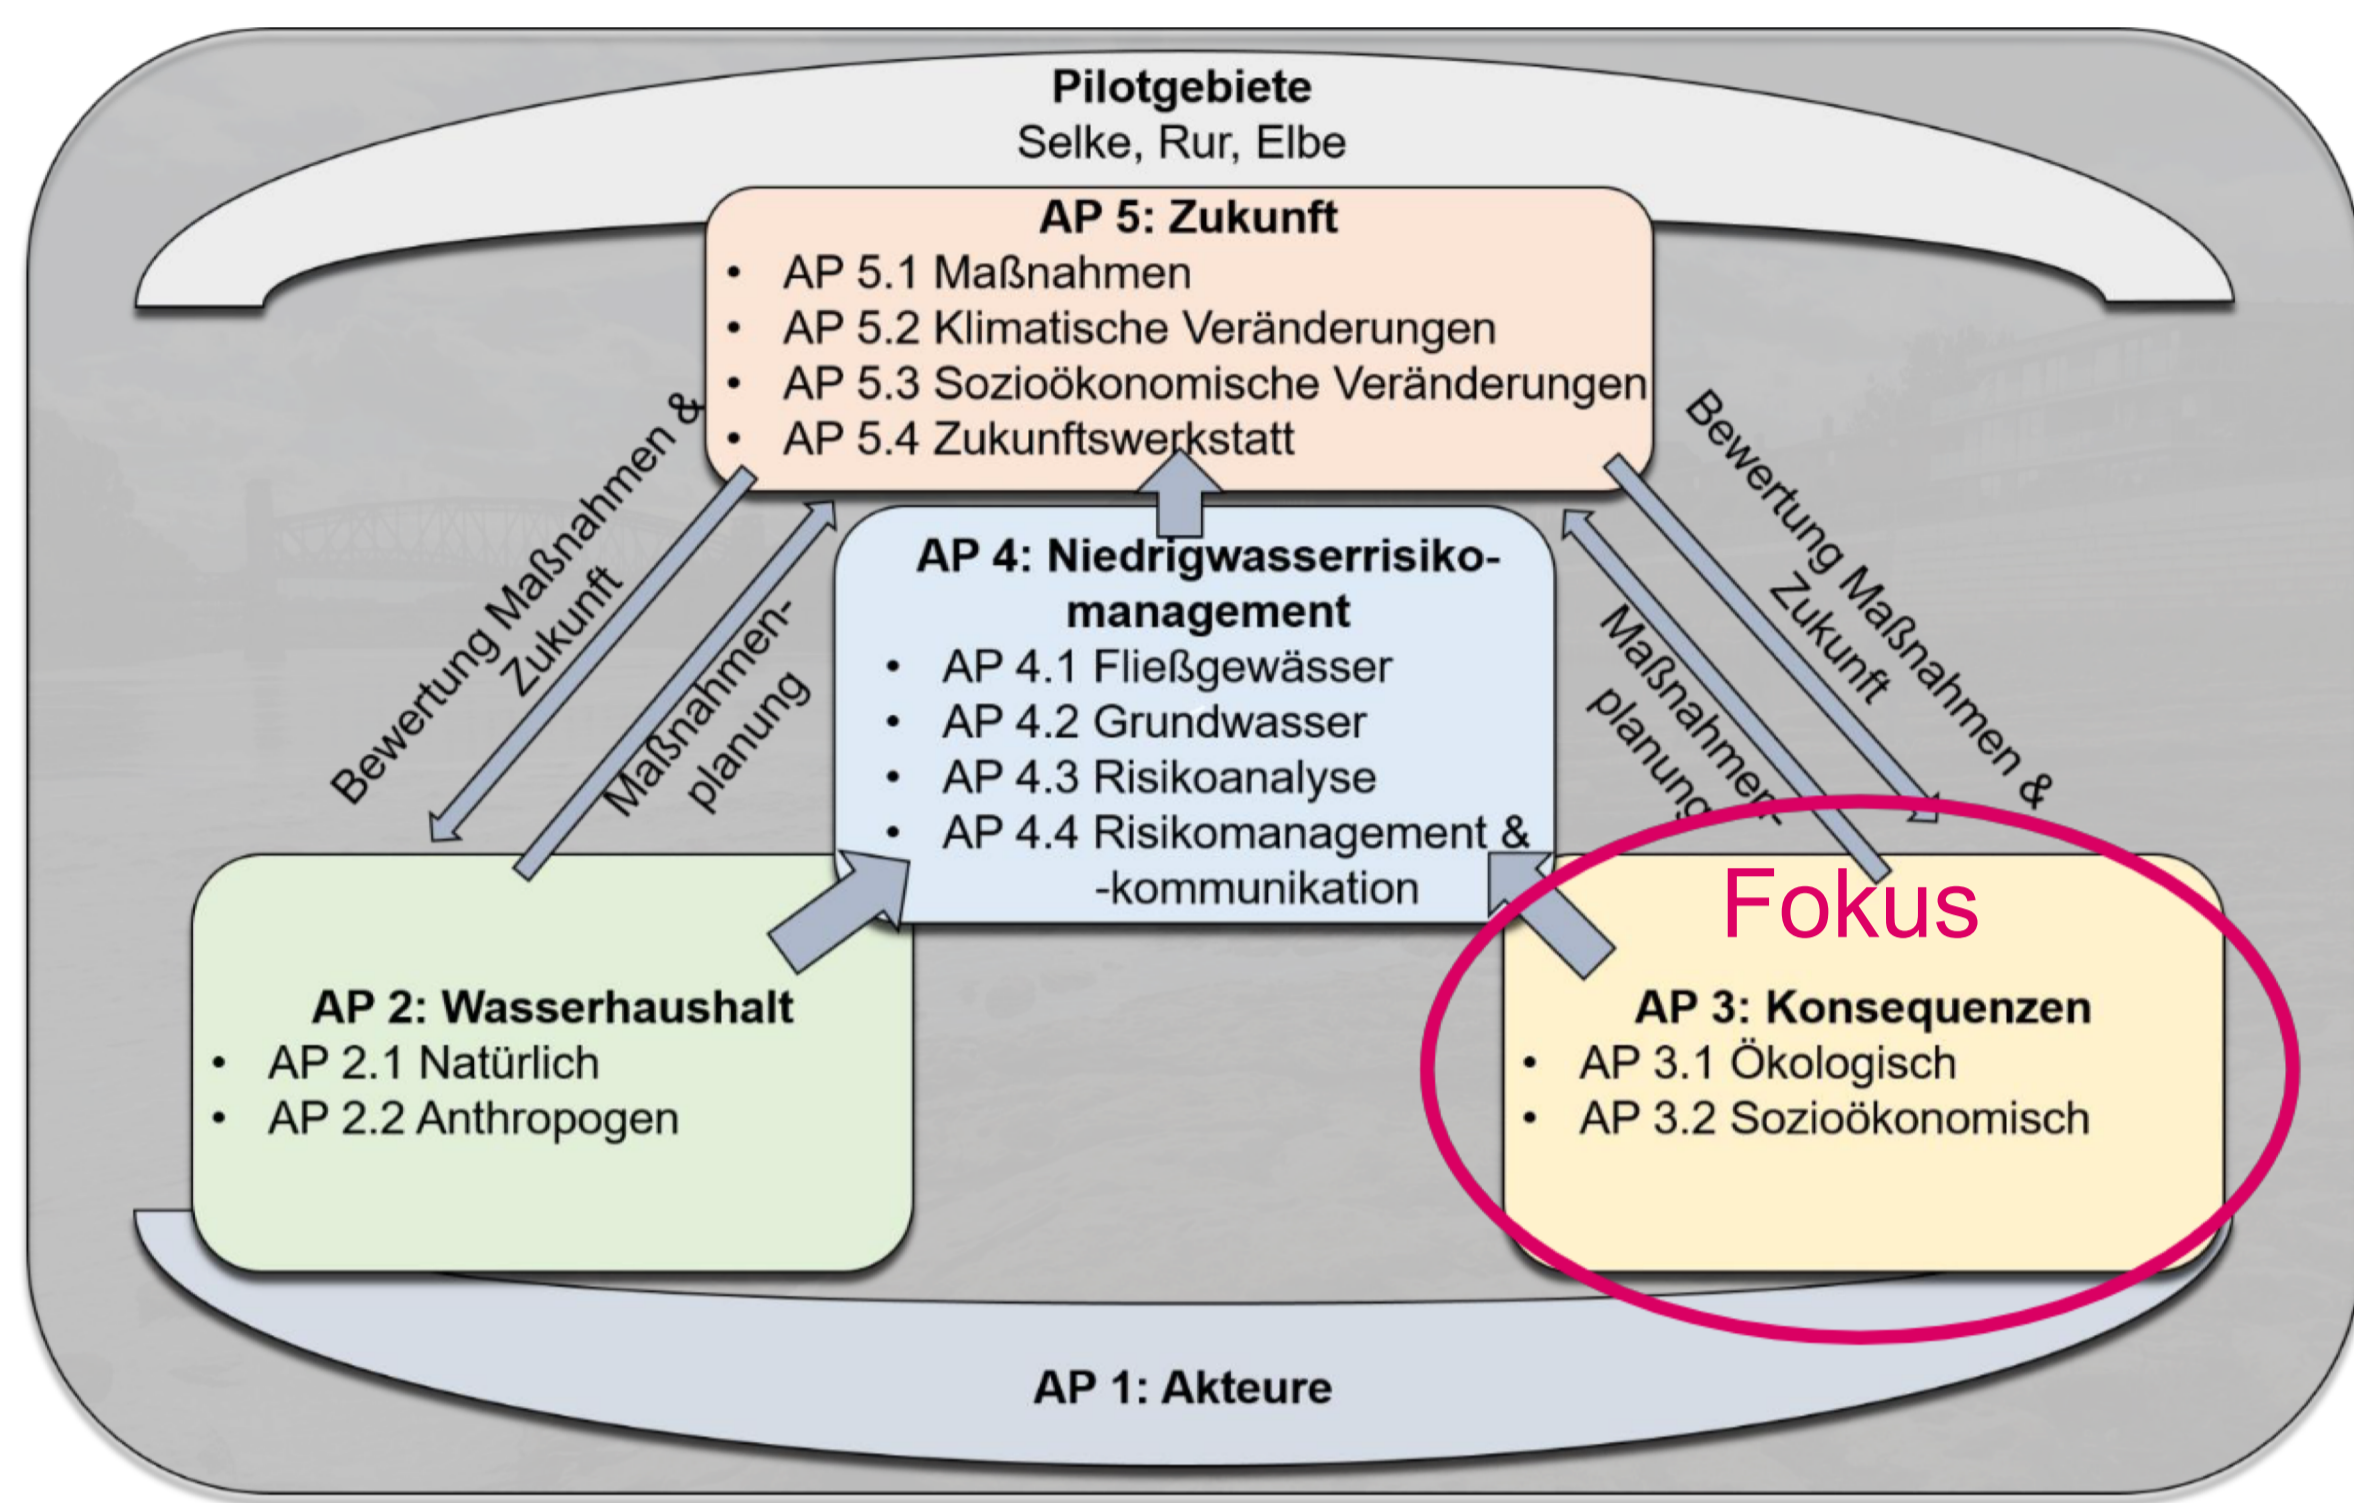 Pilotgebiete
Selke, Rur, Elbe
AP 5: Zukunft
• AP 5.1 Maßnahmen
• AP 5.2 Klimatische Veränderungen
• AP 5.3 Sozioökonomische Veränderungen
• AP 5.4 Zukunftswerkstatt
Bewertung Maßnahmen &
Zukunft
Maßnahmen-
planung
AP 4: Niedrigwasserrisiko-
management
• AP 4.1 Fließgewässer
• AP 4.2 Grundwasser
• AP 4.3 Risikoanalyse
• AP 4.4 Risikomanagement &
-kommunikation
Bewertung Maßnahmen &
Zukunft
Maßnahmen-
planung
AP 2: Wasserhaushalt
• AP 2.1 Natürlich
• AP 2.2 Anthropogen
Fokus
AP 3: Konsequenzen
• AP 3.1 Ökologisch
• AP 3.2 Sozioökonomisch
AP 1: Akteure